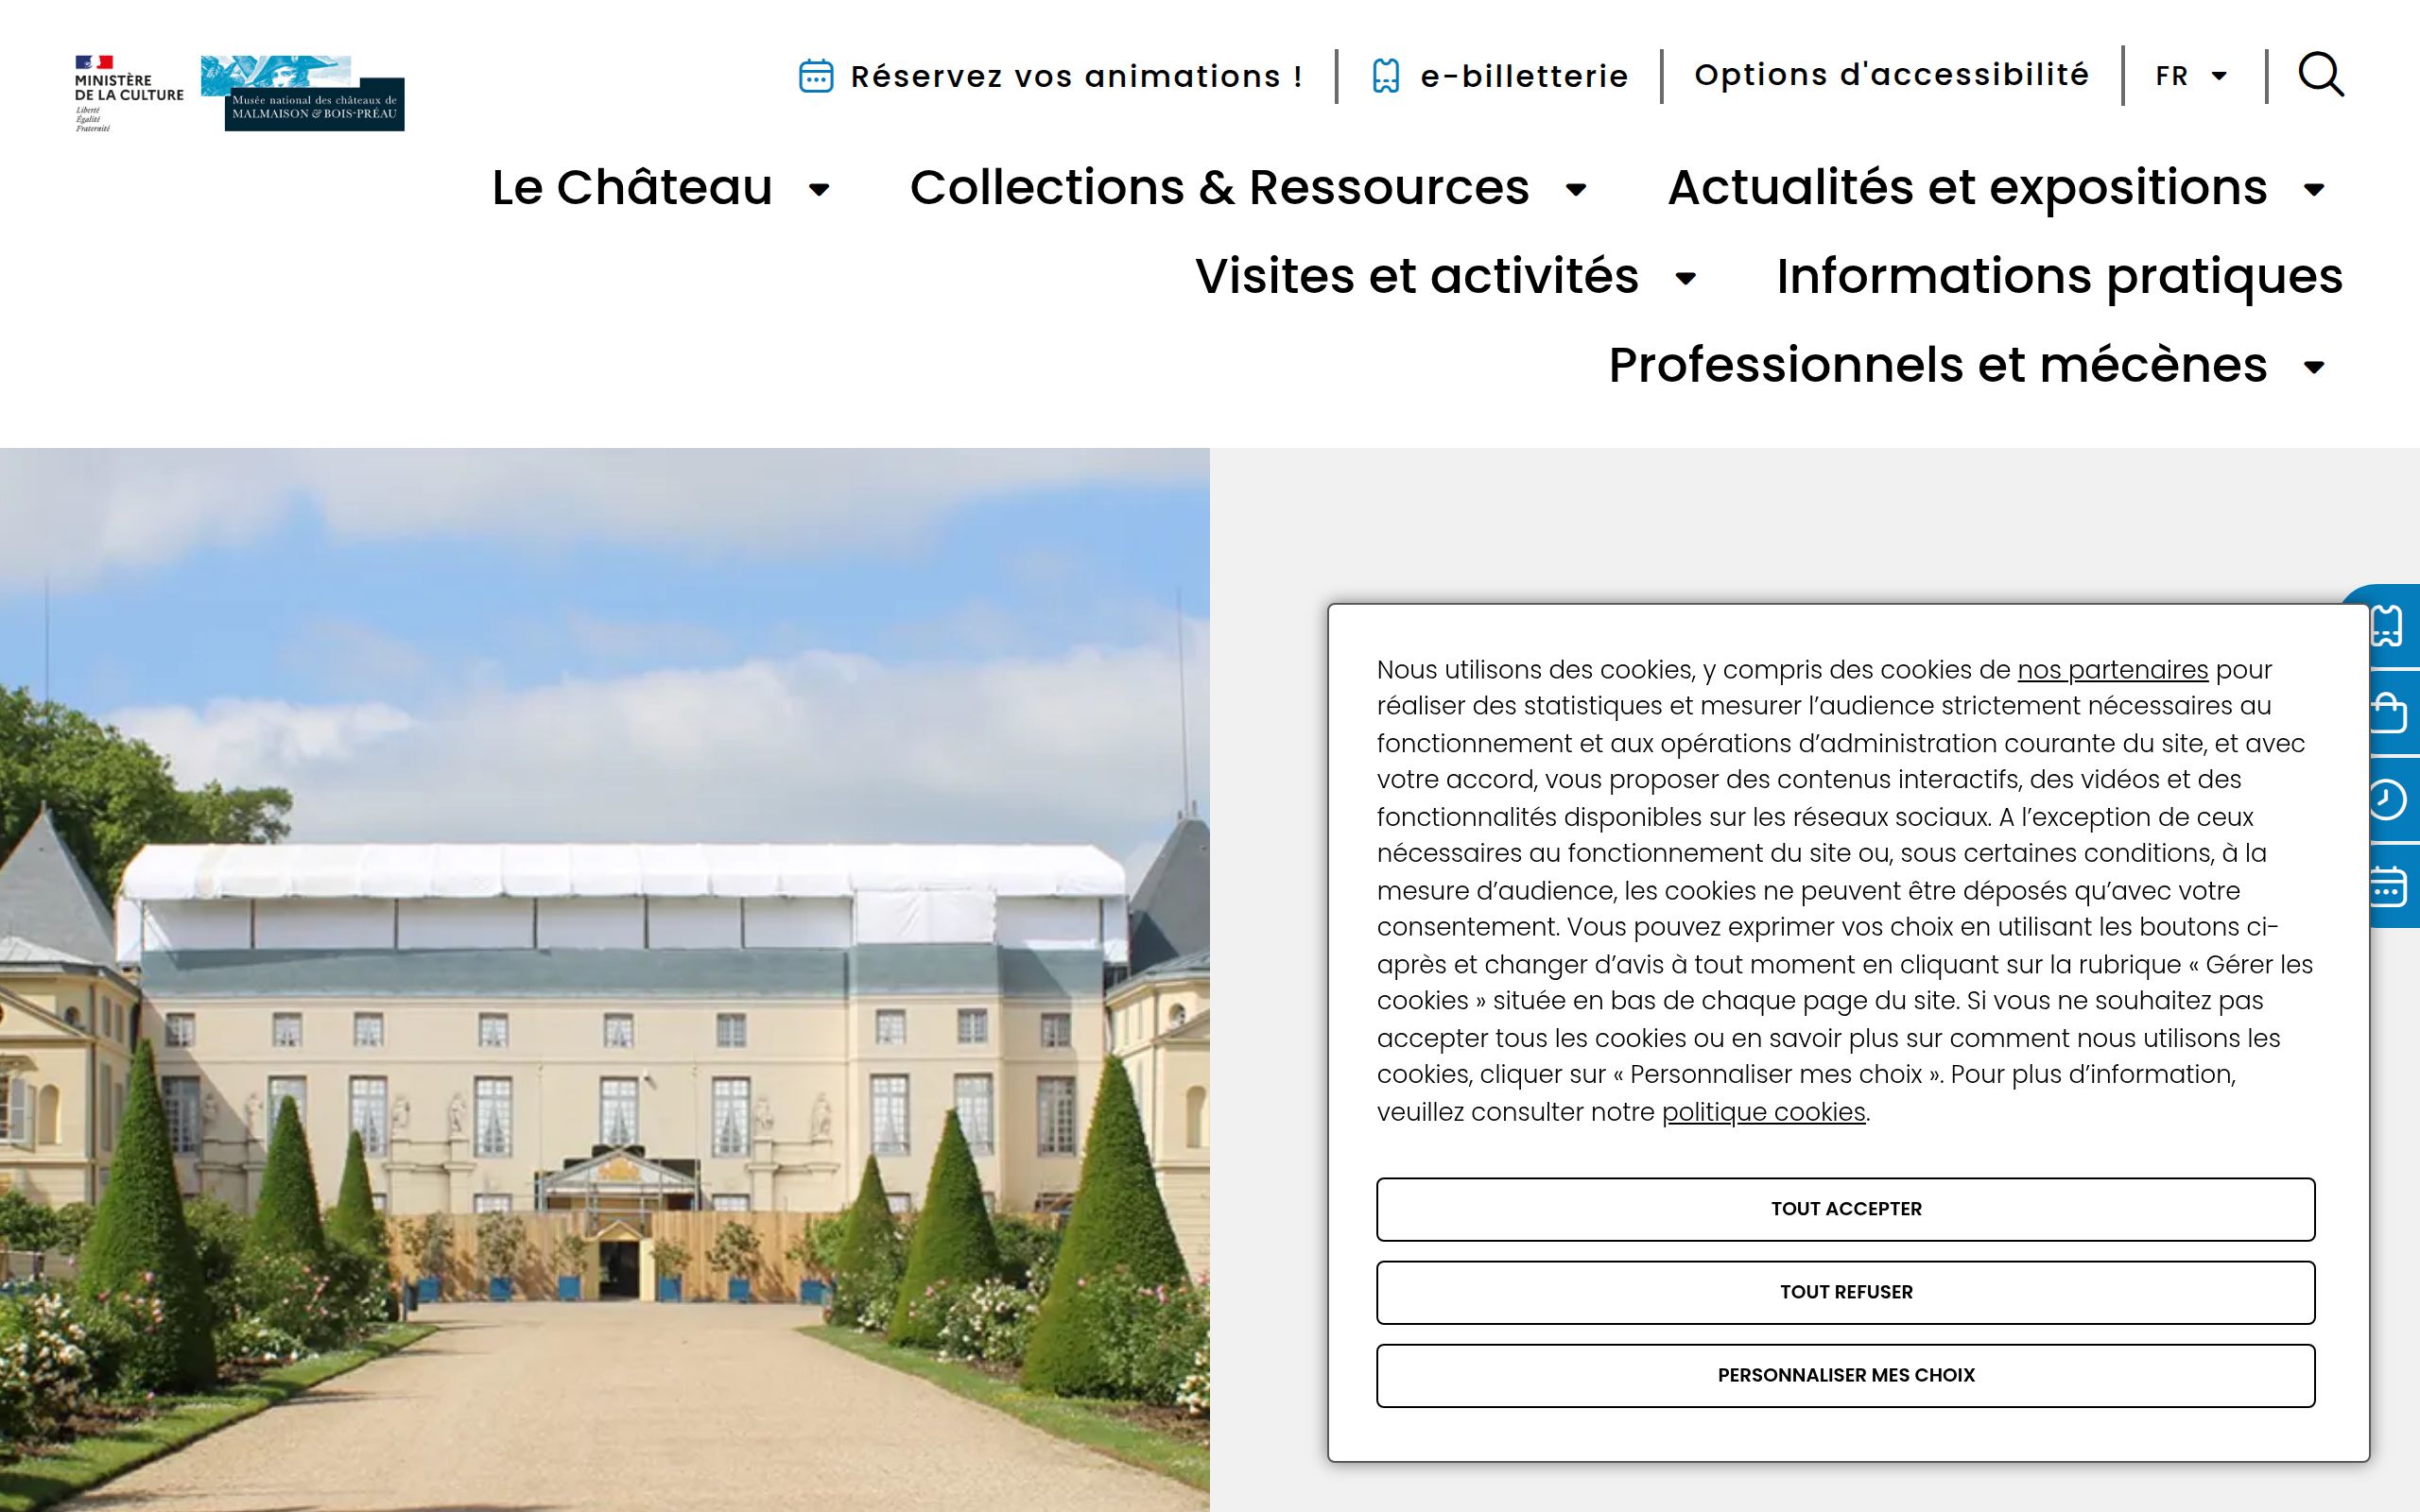 MINISTÈRE
DE LA CULTURE
Liberté
Égalité
Fraternité
Musée national des châteaux de
MALMAISON & BOIS-PRÉAU
Réservez vos animations !
e-billetterie
Options d'accessibilité
FR
Le Château
Collections & Ressources
Actualités et expositions
Visites et activités
Informations pratiques
Professionnels et mécènes
Nous utilisons des cookies, y compris des cookies de nos partenaires pour
réaliser des statistiques et mesurer l’audience strictement nécessaires au
fonctionnement et aux opérations d’administration courante du site, et avec
votre accord, vous proposer des contenus interactifs, des vidéos et des
fonctionnalités disponibles sur les réseaux sociaux. A l’exception de ceux
nécessaires au fonctionnement du site ou, sous certaines conditions, à la
mesure d’audience, les cookies ne peuvent être déposés qu’avec votre
consentement. Vous pouvez exprimer vos choix en utilisant les boutons ci-
après et changer d’avis à tout moment en cliquant sur la rubrique « Gérer les
cookies » située en bas de chaque page du site. Si vous ne souhaitez pas
accepter tous les cookies ou en savoir plus sur comment nous utilisons les
cookies, cliquer sur « Personnaliser mes choix ». Pour plus d’information,
veuillez consulter notre politique cookies.
TOUT ACCEPTER
TOUT REFUSER
PERSONNALISER MES CHOIX